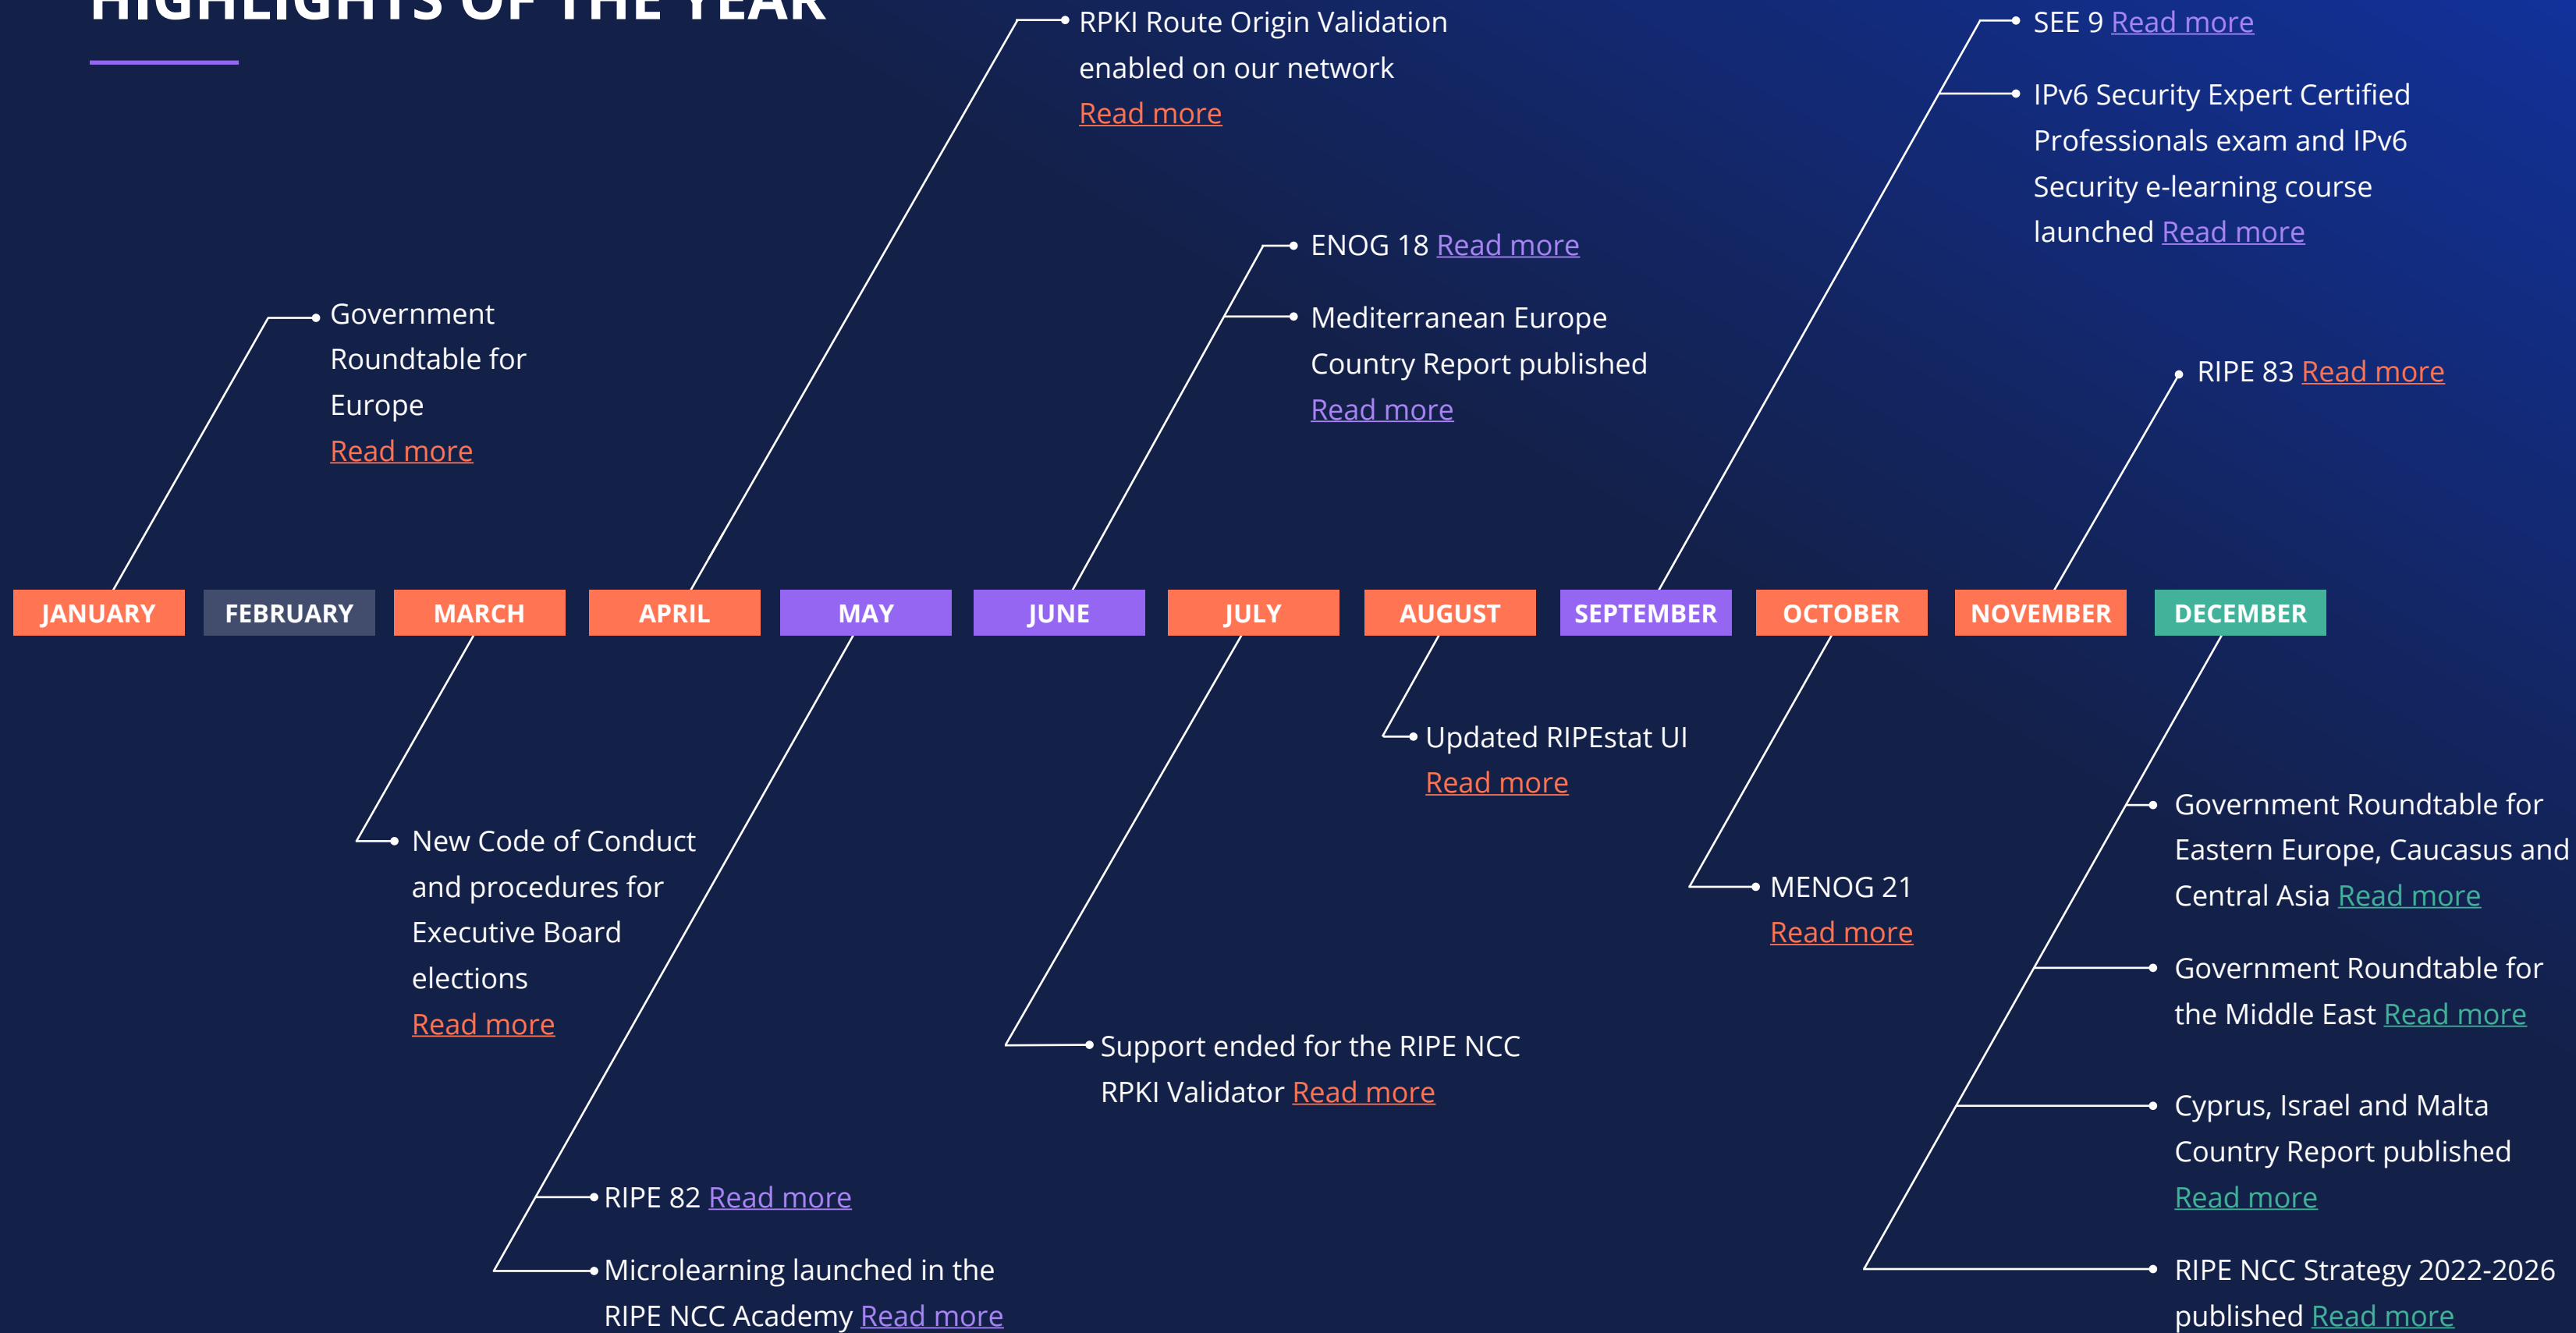 HIGHLIGHTS OF THE YEAR
RPKI Route Origin Validation
enabled on our network
Read more
SEE 9 Read more
IPv6 Security Expert Certified
Professionals exam and IPv6
Security e-learning course
launched Read more
ENOG 18 Read more
Mediterranean Europe
Country Report published
Read more
Government
Roundtable for
Europe
Read more
RIPE 83 Read more
JANUARY
FEBRUARY
MARCH
APRIL
MAY
JUNE
JULY
AUGUST
SEPTEMBER
OCTOBER
NOVEMBER
DECEMBER
New Code of Conduct
and procedures for
Executive Board
elections
Read more
RIPE 82 Read more
Microlearning launched in the
RIPE NCC Academy Read more
Support ended for the RIPE NCC
RPKI Validator Read more
Updated RIPEstat UI
Read more
MENOG 21
Read more
Government Roundtable for
Eastern Europe, Caucasus and
Central Asia Read more
Government Roundtable for
the Middle East Read more
Cyprus, Israel and Malta
Country Report published
Read more
RIPE NCC Strategy 2022-2026
published Read more